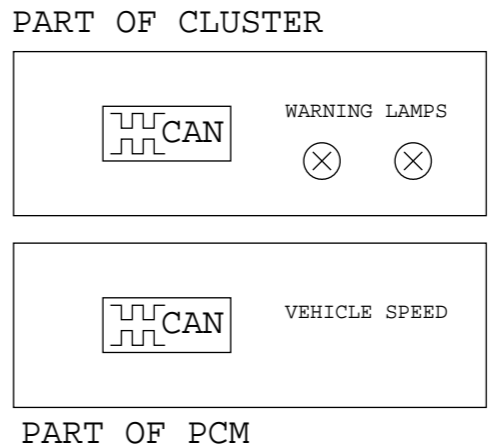 PART OF CLUSTER
CAN
WARNING LAMPS
CAN
VEHICLE SPEED
PART OF PCM